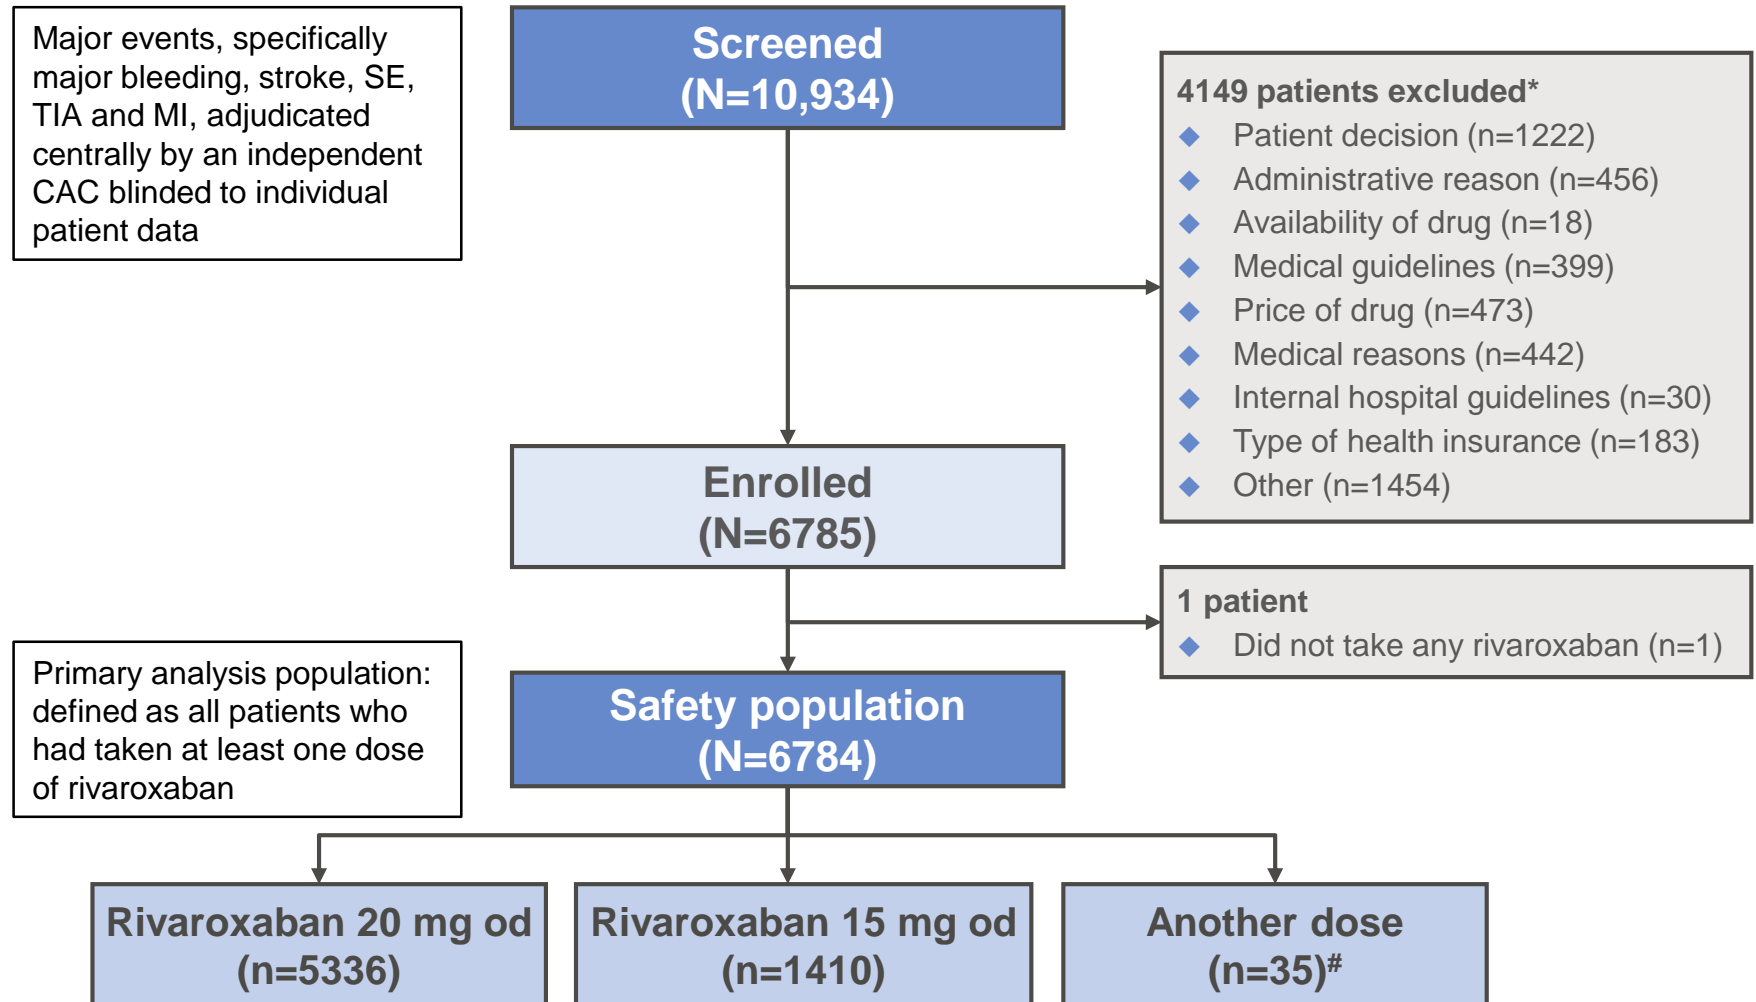 Major events, specifically
major bleeding, stroke, SE,
TIA and MI, adjudicated
centrally by an independent
CAC blinded to individual
patient data
Screened
(N=10,934)
4149 patients excluded*
◆ Patient decision (n=1222)
◆ Administrative reason (n=456)
◆ Availability of drug (n=18)
◆ Medical guidelines (n=399)
◆ Price of drug (n=473)
◆ Medical reasons (n=442)
◆ Internal hospital guidelines (n=30)
◆ Type of health insurance (n=183)
◆ Other (n=1454)
Enrolled
(N=6785)
1 patient
◆ Did not take any rivaroxaban (n=1)
Primary analysis population:
defined as all patients who
had taken at least one dose
of rivaroxaban
Safety population
(N=6784)
Rivaroxaban 20 mg od
(n=5336)
Rivaroxaban 15 mg od
(n=1410)
Another dose
(n=35)#